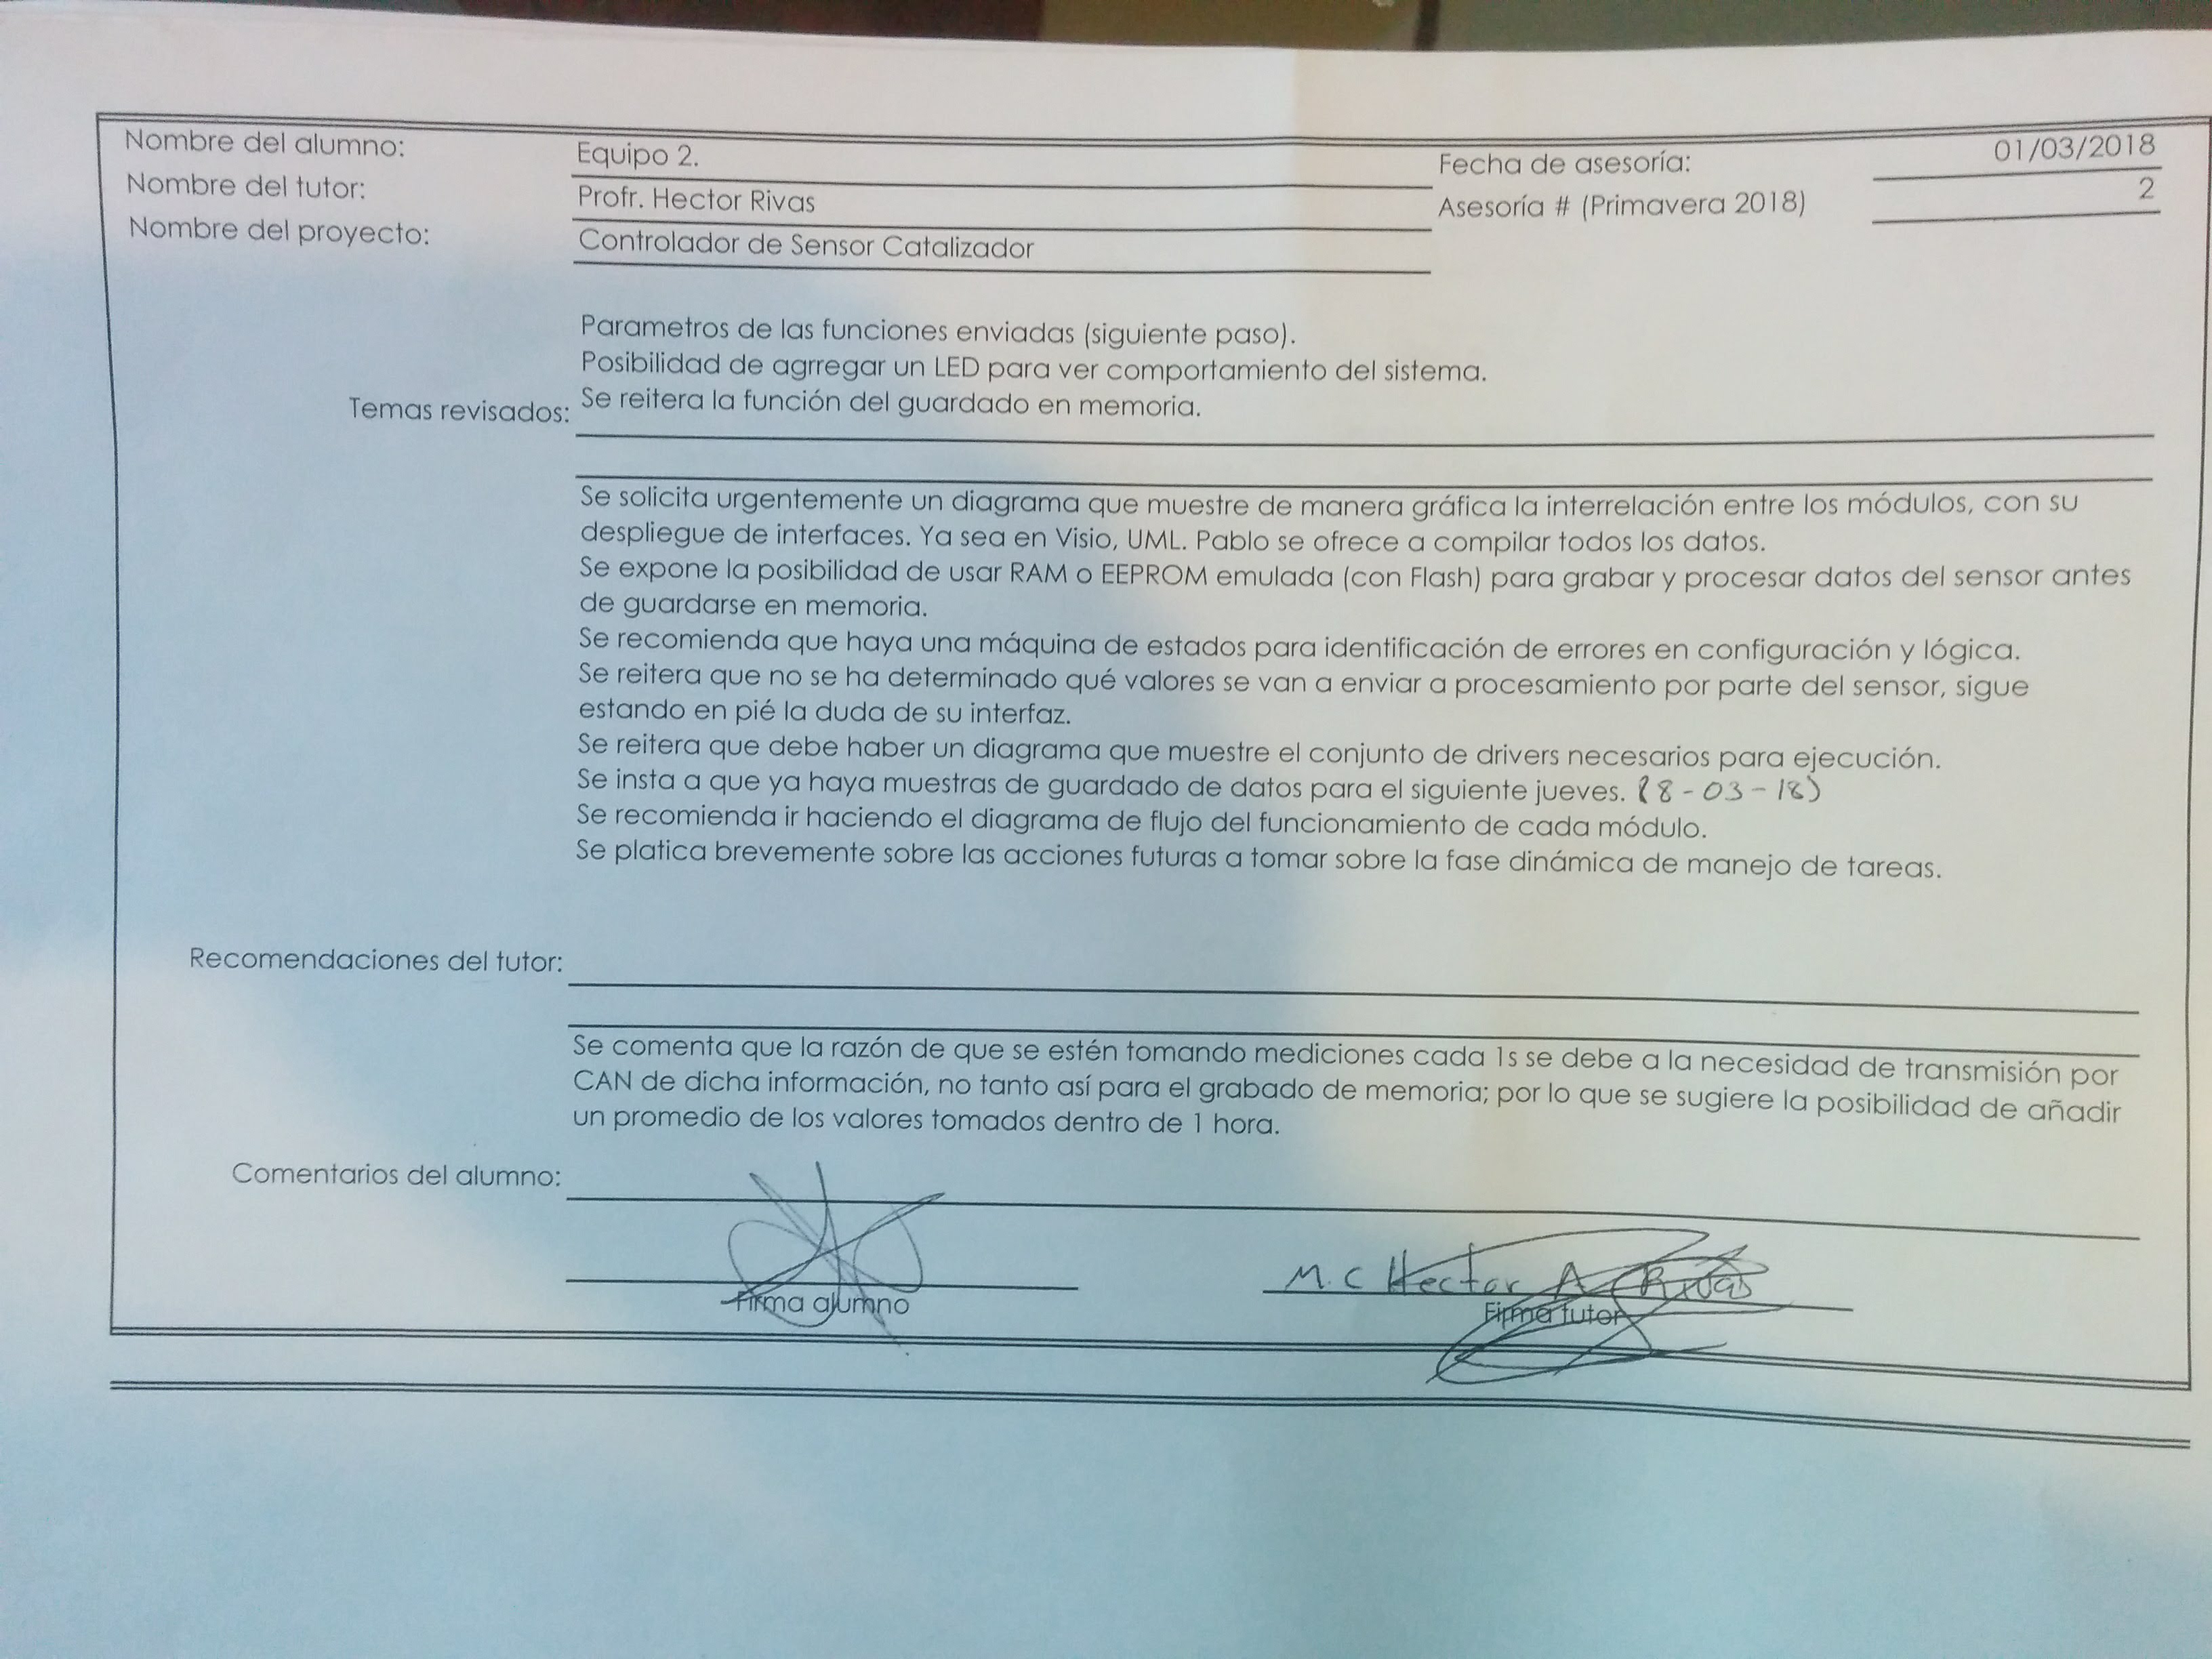 Nombre del alumno: Equipo 2. Fecha de asesoría: 01/03/2018
Nombre del tutor: Profr. Hector Rivas Asesoría # (Primavera 2018) 2
Nombre del proyecto: Controlador de Sensor Catalizador
Parametros de las funciones enviadas (siguiente paso).
Posibilidad de agrregar un LED para ver comportamiento del sistema.
Temas revisados: Se reitera la función del guardado en memoria.
Se solicita urgentemente un diagrama que muestre de manera gráfica la interrelación entre los módulos, con su
despliegue de interfaces. Ya sea en Visio, UML. Pablo se ofrece a compilar todos los datos.
Se expone la posibilidad de usar RAM o EEPROM emulada (con Flash) para grabar y procesar datos del sensor antes
de guardarse en memoria.
Se recomienda que haya una máquina de estados para identificación de errores en configuración y lógica.
Se reitera que no se ha determinado qué valores se van a enviar a procesamiento por parte del sensor, sigue
estando en pié la duda de su interfaz.
Se reitera que debe haber un diagrama que muestre el conjunto de drivers necesarios para ejecución.
Se insta a que ya haya muestras de guardado de datos para el siguiente jueves. (8-03-18)
Se recomienda ir haciendo el diagrama de flujo del funcionamiento de cada módulo.
Se platica brevemente sobre las acciones futuras a tomar sobre la fase dinámica de manejo de tareas.
Recomendaciones del tutor:
Se comenta que la razón de que se estén tomando mediciones cada 1s se debe a la necesidad de transmisión por
CAN de dicha información, no tanto así para el grabado de memoria; por lo que se sugiere la posibilidad de añadir
un promedio de los valores tomados dentro de 1 hora.
Comentarios del alumno:
M.C Hector A Rivas
Firma alumno Firma tutor